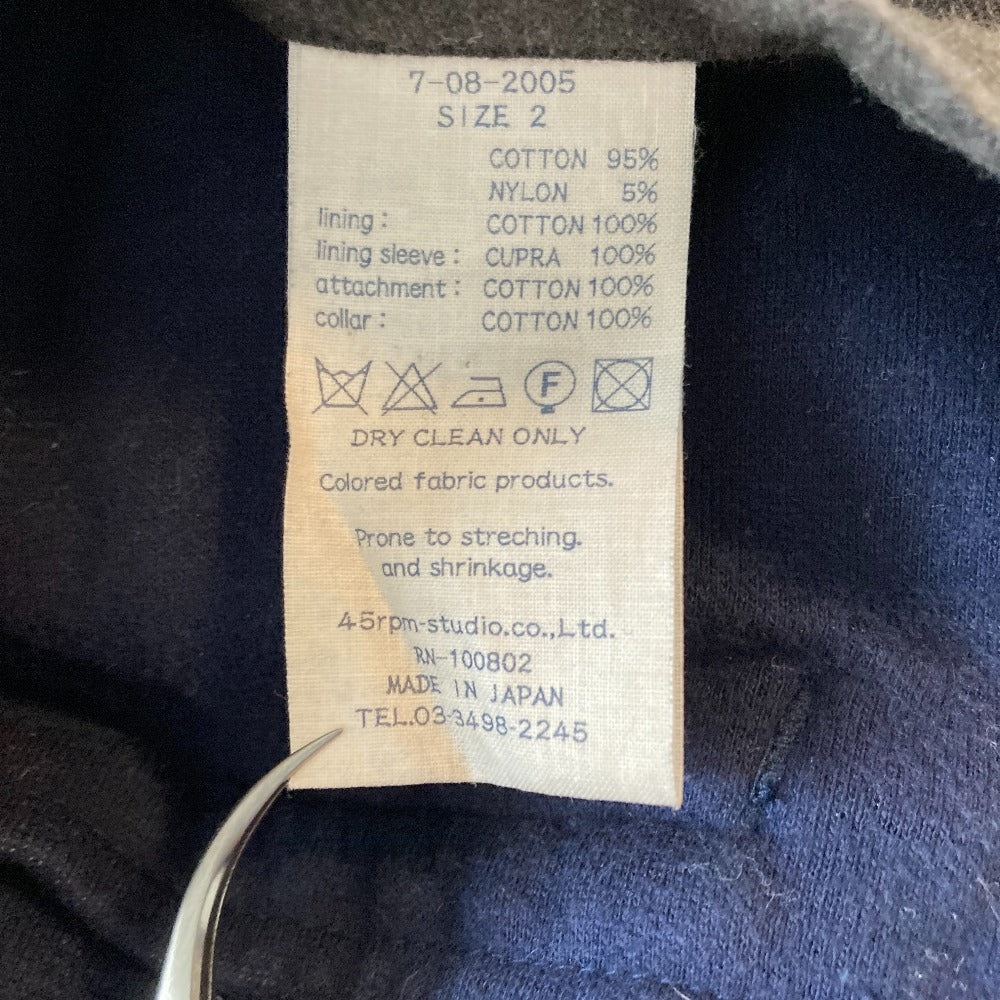 7-08-2005
SIZE 2
COTTON 95%
NYLON 5%
lining : COTTON 100%
lining sleeve : CUPRA 100%
attachment : COTTON 100%
collar : COTTON 100%
F
DRY CLEAN ONLY
Colored fabric products.
Prone to streching.
and shrinkage.
45rpm-studio.co.,Ltd.
RN-100802
MADE IN JAPAN
TEL.03-3498-2245